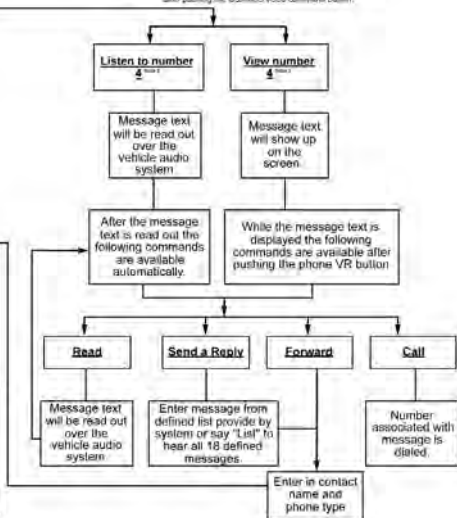 Listen to number
4
View number
4
Message text
will be read out
over the
vehicle audio
system
Message text
will show up
on the
screen.
After the message
text is read out the
following commands
are available
automatically.
While the message text is
displayed the following
commands are available after
pushing the phone VR button
Read
Send a Reply
Forward
Call
Message text
will be read out
over the
vehicle audio
system
Enter message from
defined list provide by
system or say "List" to
hear all 18 defined
messages.
Number
associated with
message is
dialed.
Enter in contact
name and
phone type